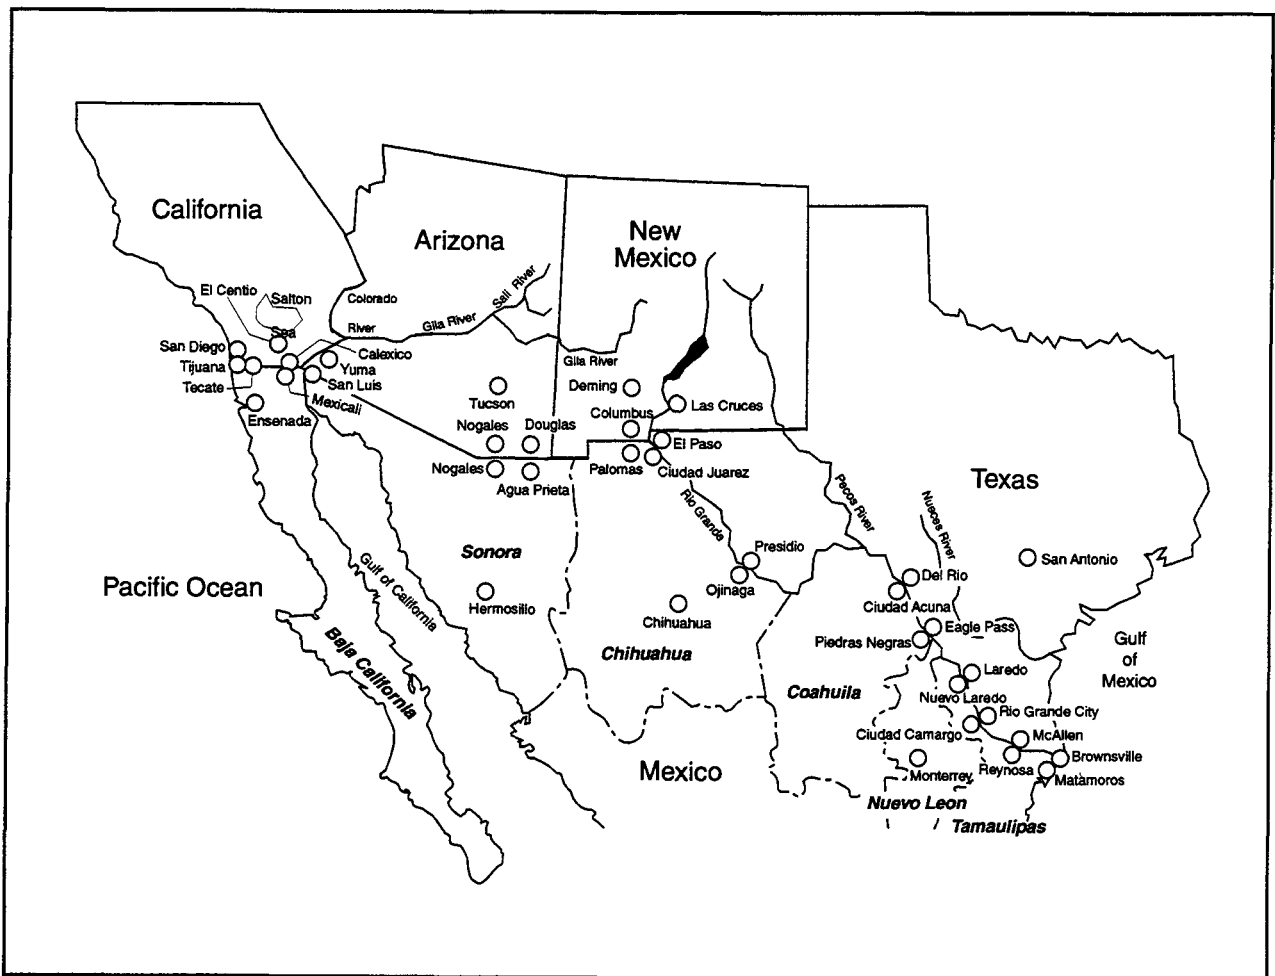 California
Arizona
New
Mexico
El Centio
Salton
Sea
Colorado
River
Gila River
Sali River
Gila River
San Diego
Tijuana
Tecate
Calexico
Yuma
San Luis
Mexicali
Ensenada
Tucson
Nogales
Douglas
Nogales
Agua Prieta
Deming
Columbus
Las Cruces
El Paso
Palomas
Ciudad Juarez
Rio Grande
Pecos River
Nueces River
Texas
San Antonio
Presidio
Ojinaga
Del Rio
Ciudad Acuna
Eagle Pass
Piedras Negras
Pacific Ocean
Gulf of California
Baja California
Sonora
Hermosillo
Chihuahua
Chihuahua
Coahuila
Laredo
Nuevo Laredo
Rio Grande City
Ciudad Camargo
McAllen
Reynosa
Brownsville
Matamoros
Monterrey
Nuevo Leon
Tamaulipas
Mexico
Gulf
of
Mexico